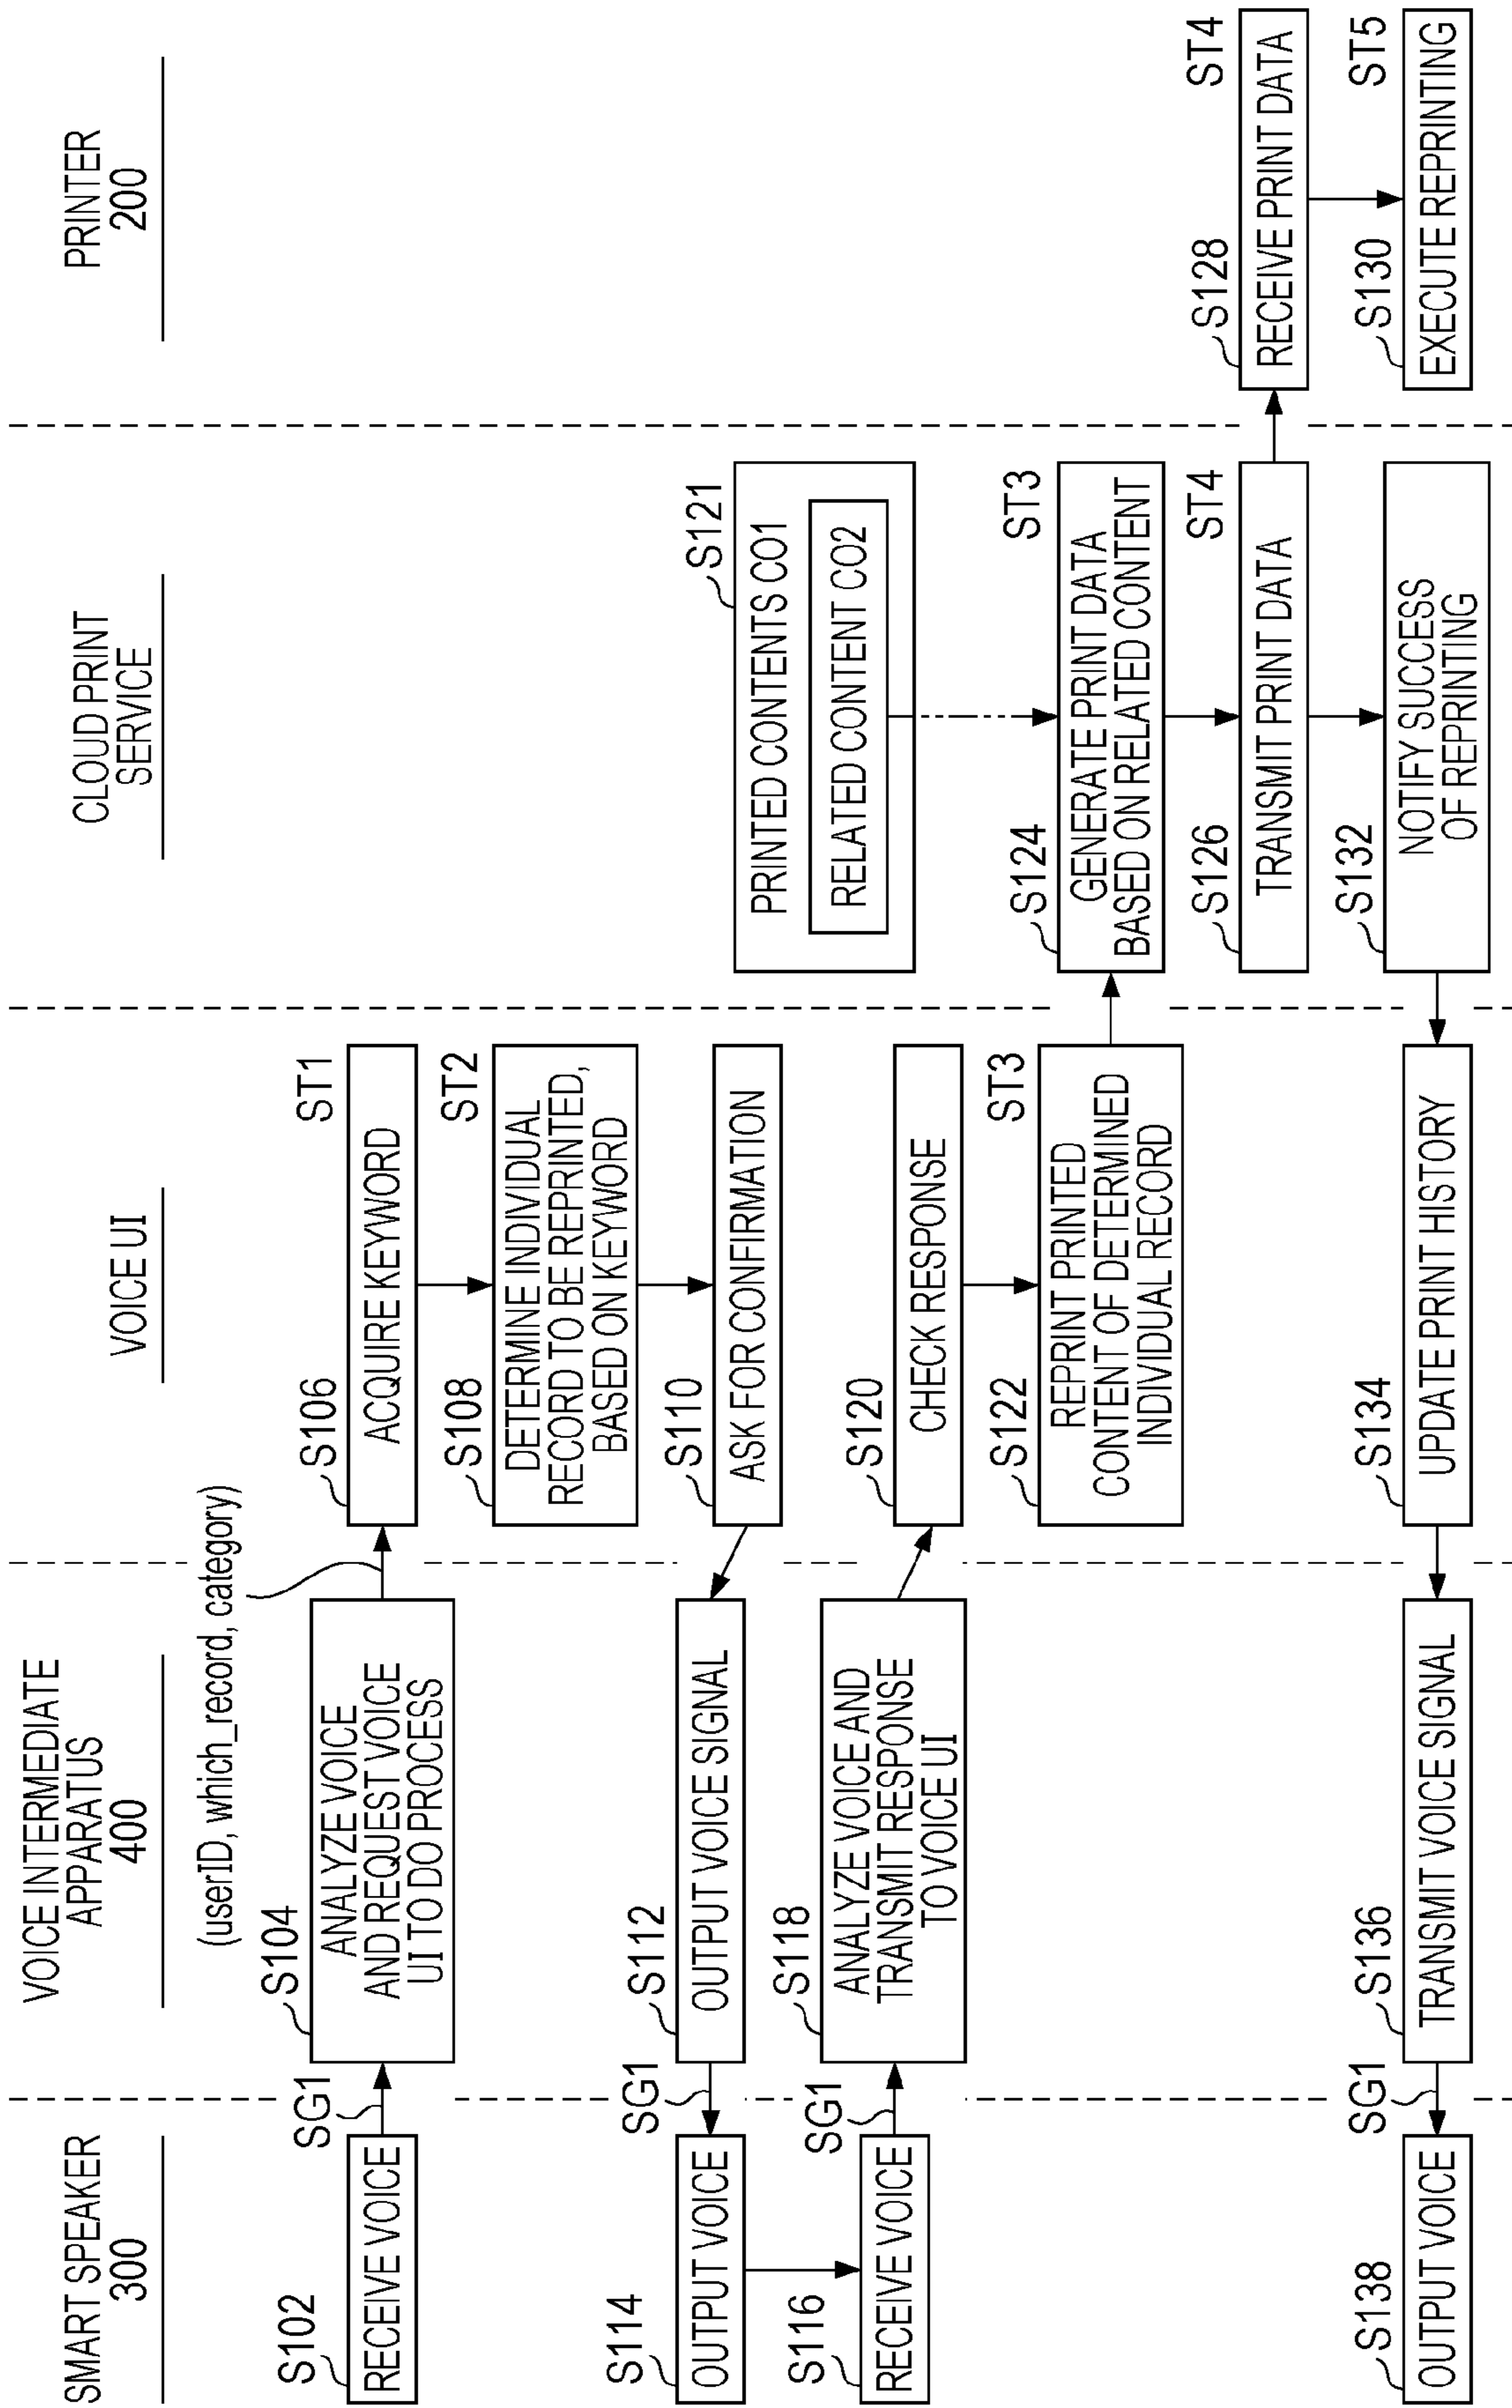 SMART SPEAKER
300
VOICE INTERMEDIATE
APPARATUS
400
VOICE UI
CLOUD PRINT
SERVICE
PRINTER
200
(userID, which_record, category)
S102
RECEIVE VOICE
SG1
S104
ANALYZE VOICE
AND REQUEST VOICE
UI TO DO PROCESS
S106
ST1
ACQUIRE KEYWORD
S108
ST2
DETERMINE INDIVIDUAL
RECORD TO BE REPRINTED,
BASED ON KEYWORD
S110
ASK FOR CONFIRMATION
S112
OUTPUT VOICE SIGNAL
SG1
S114
OUTPUT VOICE
S116
RECEIVE VOICE
SG1
S118
ANALYZE VOICE AND
TRANSMIT RESPONSE
TO VOICE UI
S120
CHECK RESPONSE
S121
PRINTED CONTENTS CO1
RELATED CONTENT CO2
S122
ST3
REPRINT PRINTED
CONTENT OF DETERMINED
INDIVIDUAL RECORD
S124
ST3
GENERATE PRINT DATA
BASED ON RELATED CONTENT
S126
ST4
TRANSMIT PRINT DATA
S128
ST4
RECEIVE PRINT DATA
S130
ST5
EXECUTE REPRINTING
S132
NOTIFY SUCCESS
OF REPRINTING
S134
UPDATE PRINT HISTORY
S136
TRANSMIT VOICE SIGNAL
SG1
S138
OUTPUT VOICE